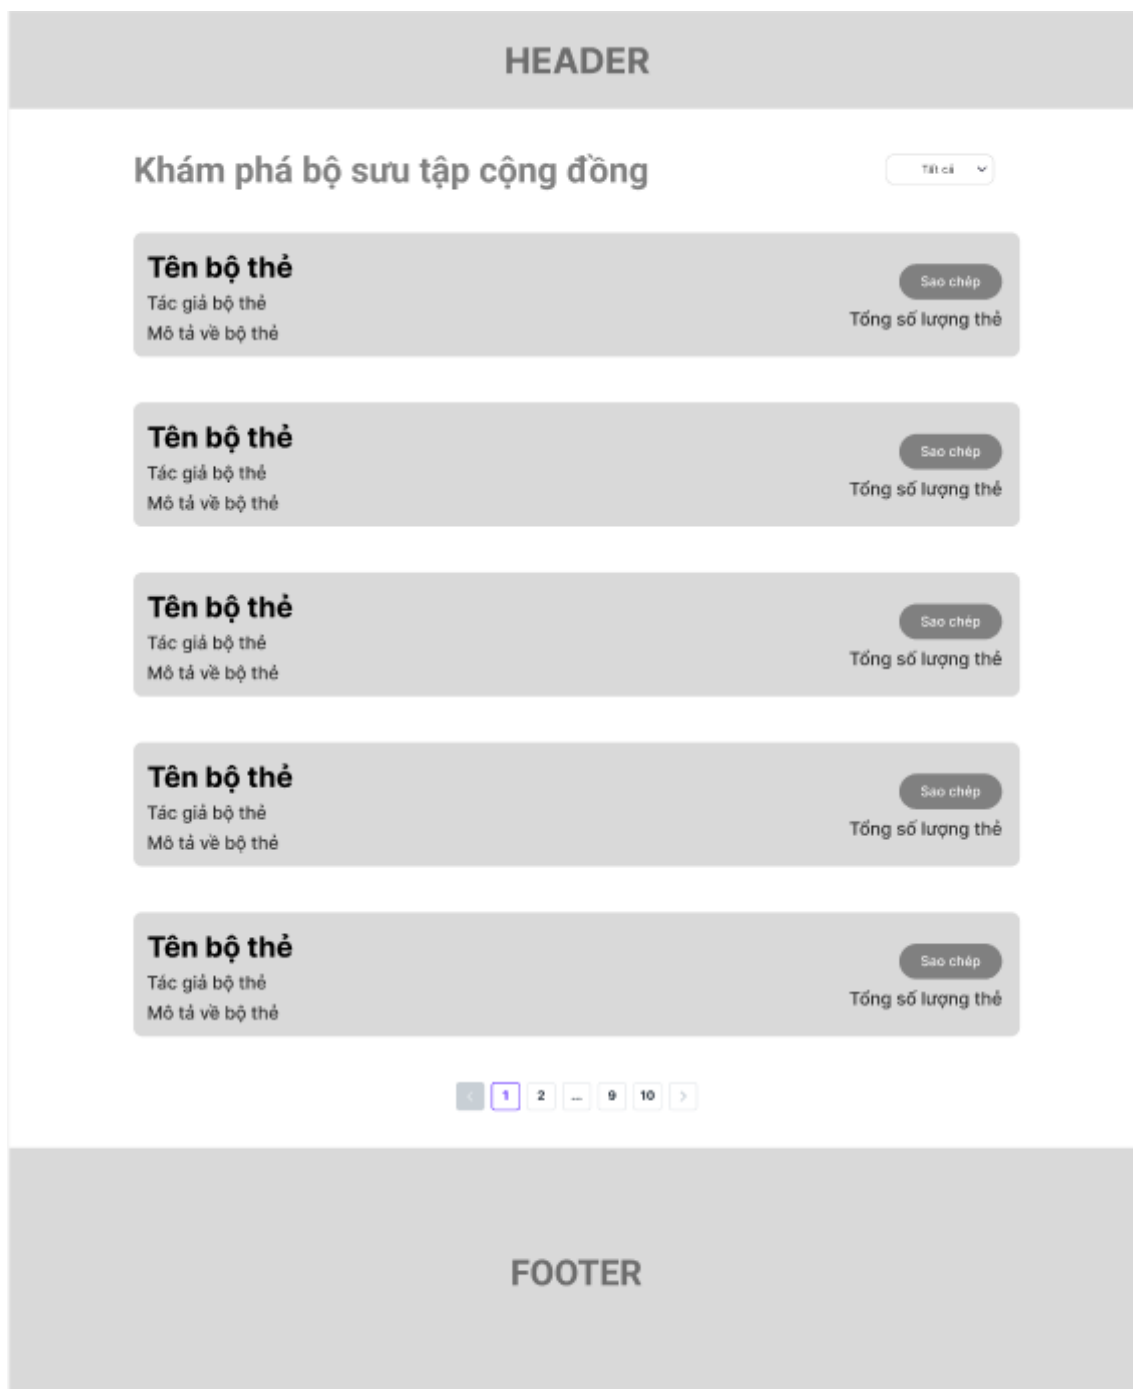 HEADER
Khám phá bộ sưu tập cộng đồng
Tất cả
Tên bộ thẻ
Tác giả bộ thẻ
Mô tả về bộ thẻ
Sao chép
Tổng số lượng thẻ
Tên bộ thẻ
Tác giả bộ thẻ
Mô tả về bộ thẻ
Sao chép
Tổng số lượng thẻ
Tên bộ thẻ
Tác giả bộ thẻ
Mô tả về bộ thẻ
Sao chép
Tổng số lượng thẻ
Tên bộ thẻ
Tác giả bộ thẻ
Mô tả về bộ thẻ
Sao chép
Tổng số lượng thẻ
Tên bộ thẻ
Tác giả bộ thẻ
Mô tả về bộ thẻ
Sao chép
Tổng số lượng thẻ
1 2 ... 9 10
FOOTER